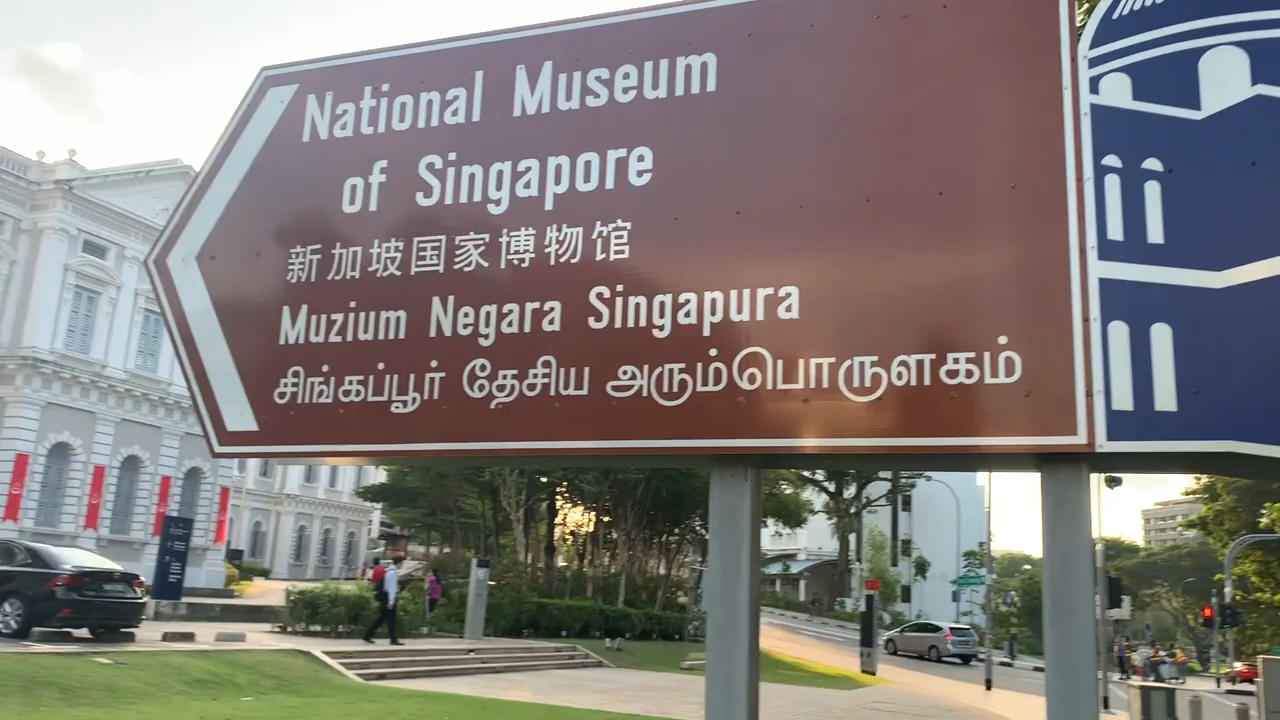 National Museum
of Singapore
新加坡国家博物馆
Muzium Negara Singapura
சிங்கப்பூர் தேசிய அரும்பொருளகம்